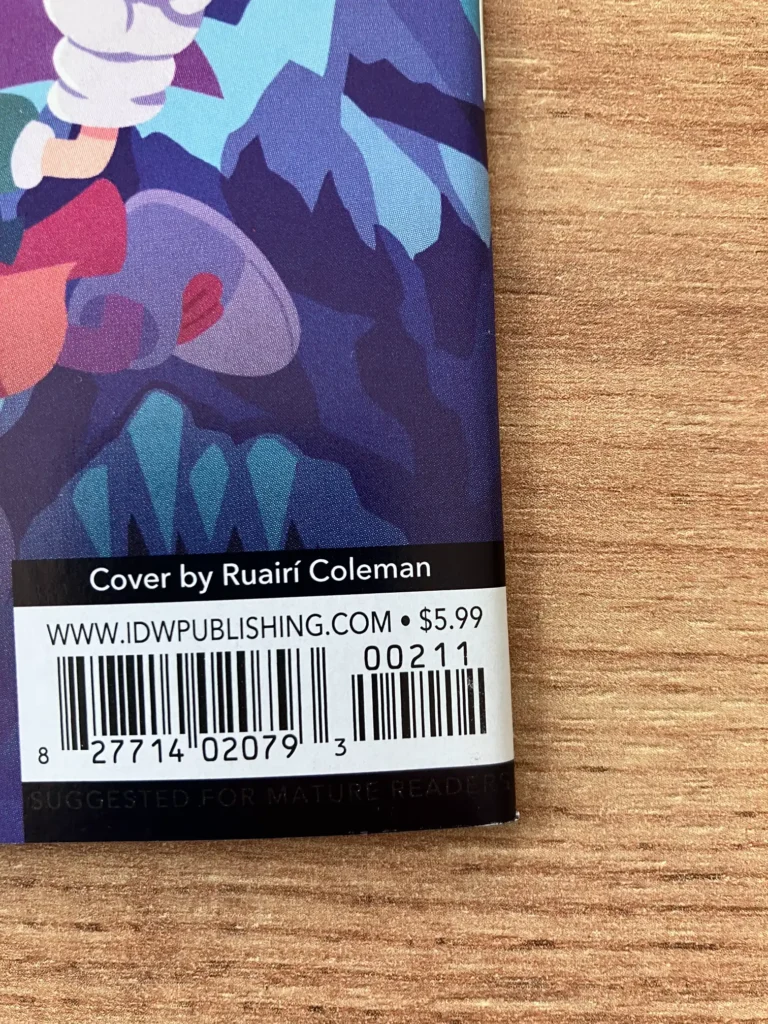 Cover by Ruairí Coleman
WWW.IDWPUBLISHING.COM • $5.99
00211
8 27714 02079 3
SUGGESTED FOR MATURE READERS